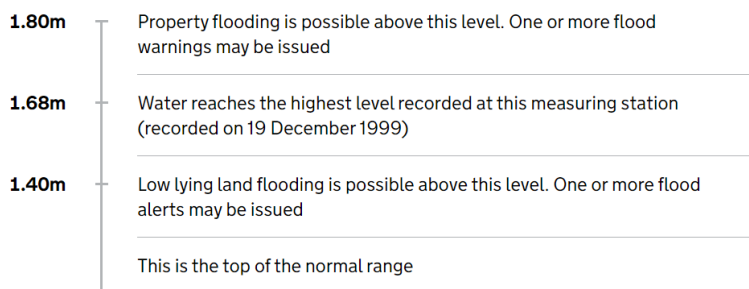 1.80m Property flooding is possible above this level. One or more flood
warnings may be issued
1.68m Water reaches the highest level recorded at this measuring station
(recorded on 19 December 1999)
1.40m Low lying land flooding is possible above this level. One or more flood
alerts may be issued
This is the top of the normal range